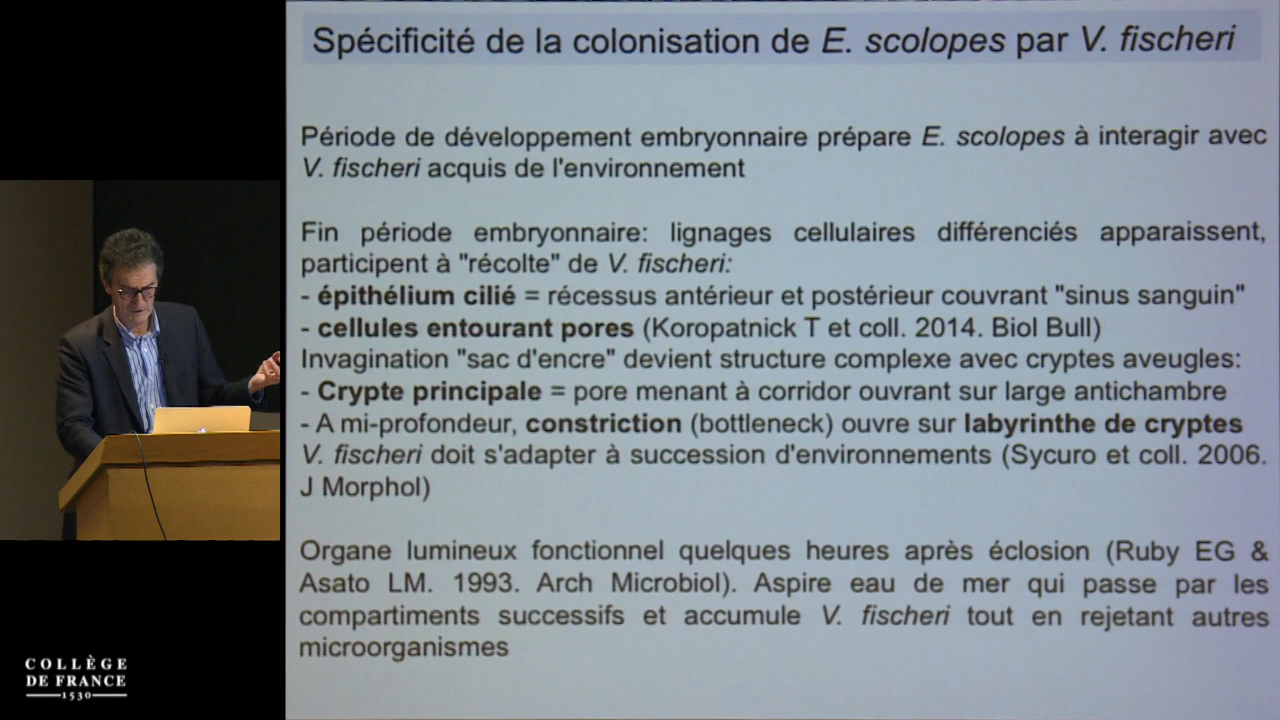 Spécificité de la colonisation de E. scolopes par V. fischeri
Période de développement embryonnaire prépare E. scolopes à interagir avec
V. fischeri acquis de l'environnement
Fin période embryonnaire: lignages cellulaires différenciés apparaissent,
participent à "récolte" de V. fischeri:
- épithélium cilié = récessus antérieur et postérieur couvrant "sinus sanguin"
- cellules entourant pores (Koropatnick T et coll. 2014. Biol Bull)
Invagination "sac d'encre" devient structure complexe avec cryptes aveugles:
- Crypte principale = pore menant à corridor ouvrant sur large antichambre
- A mi-profondeur, constriction (bottleneck) ouvre sur labyrinthe de cryptes
V. fischeri doit s'adapter à succession d'environnements (Sycuro et coll. 2006.
J Morphol)
Organe lumineux fonctionnel quelques heures après éclosion (Ruby EG &
Asato LM. 1993. Arch Microbiol). Aspire eau de mer qui passe par les
compartiments successifs et accumule V. fischeri tout en rejetant autres
microorganismes
COLLÈGE
DE FRANCE
1530